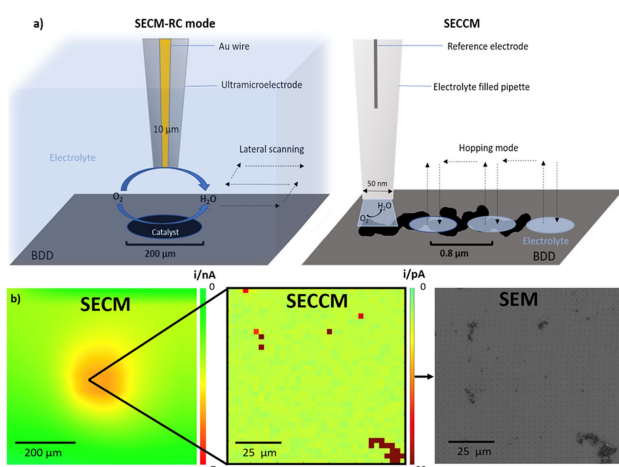 a)
SECM-RC mode
SECCM
Au wire
Reference electrode
Ultramicroelectrode
Electrolyte filled pipette
10 µm
Electrolyte
Lateral scanning
Hopping mode
50 nm
O₂
H₂O
O₂
H₂O
Catalyst
Electrolyte
BDD
200 µm
0.8 µm
BDD
b)
SECM
i/nA
0
SECCM
i/pA
0
SEM
200 µm
25 µm
25 µm